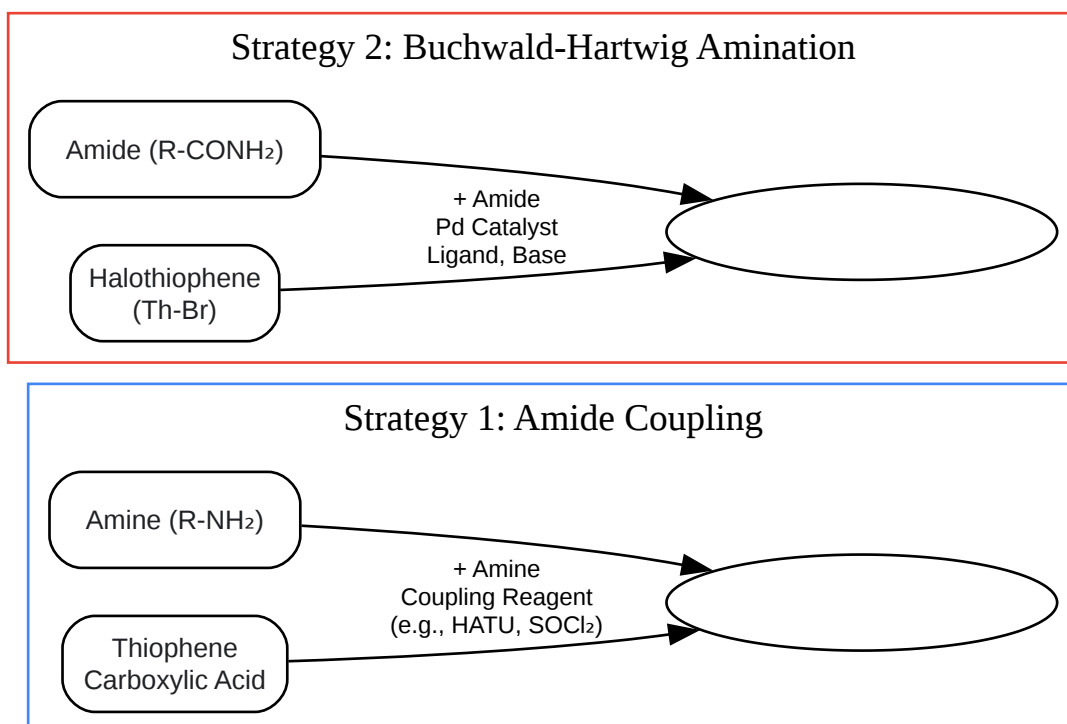 Strategy 2: Buchwald-Hartwig Amination
Amide (R-CONH₂)
+ Amide
Pd Catalyst
Ligand, Base
Halothiophene
(Th-Br)
Strategy 1: Amide Coupling
Amine (R-NH₂)
+ Amine
Coupling Reagent
(e.g., HATU, SOCl₂)
Thiophene
Carboxylic Acid